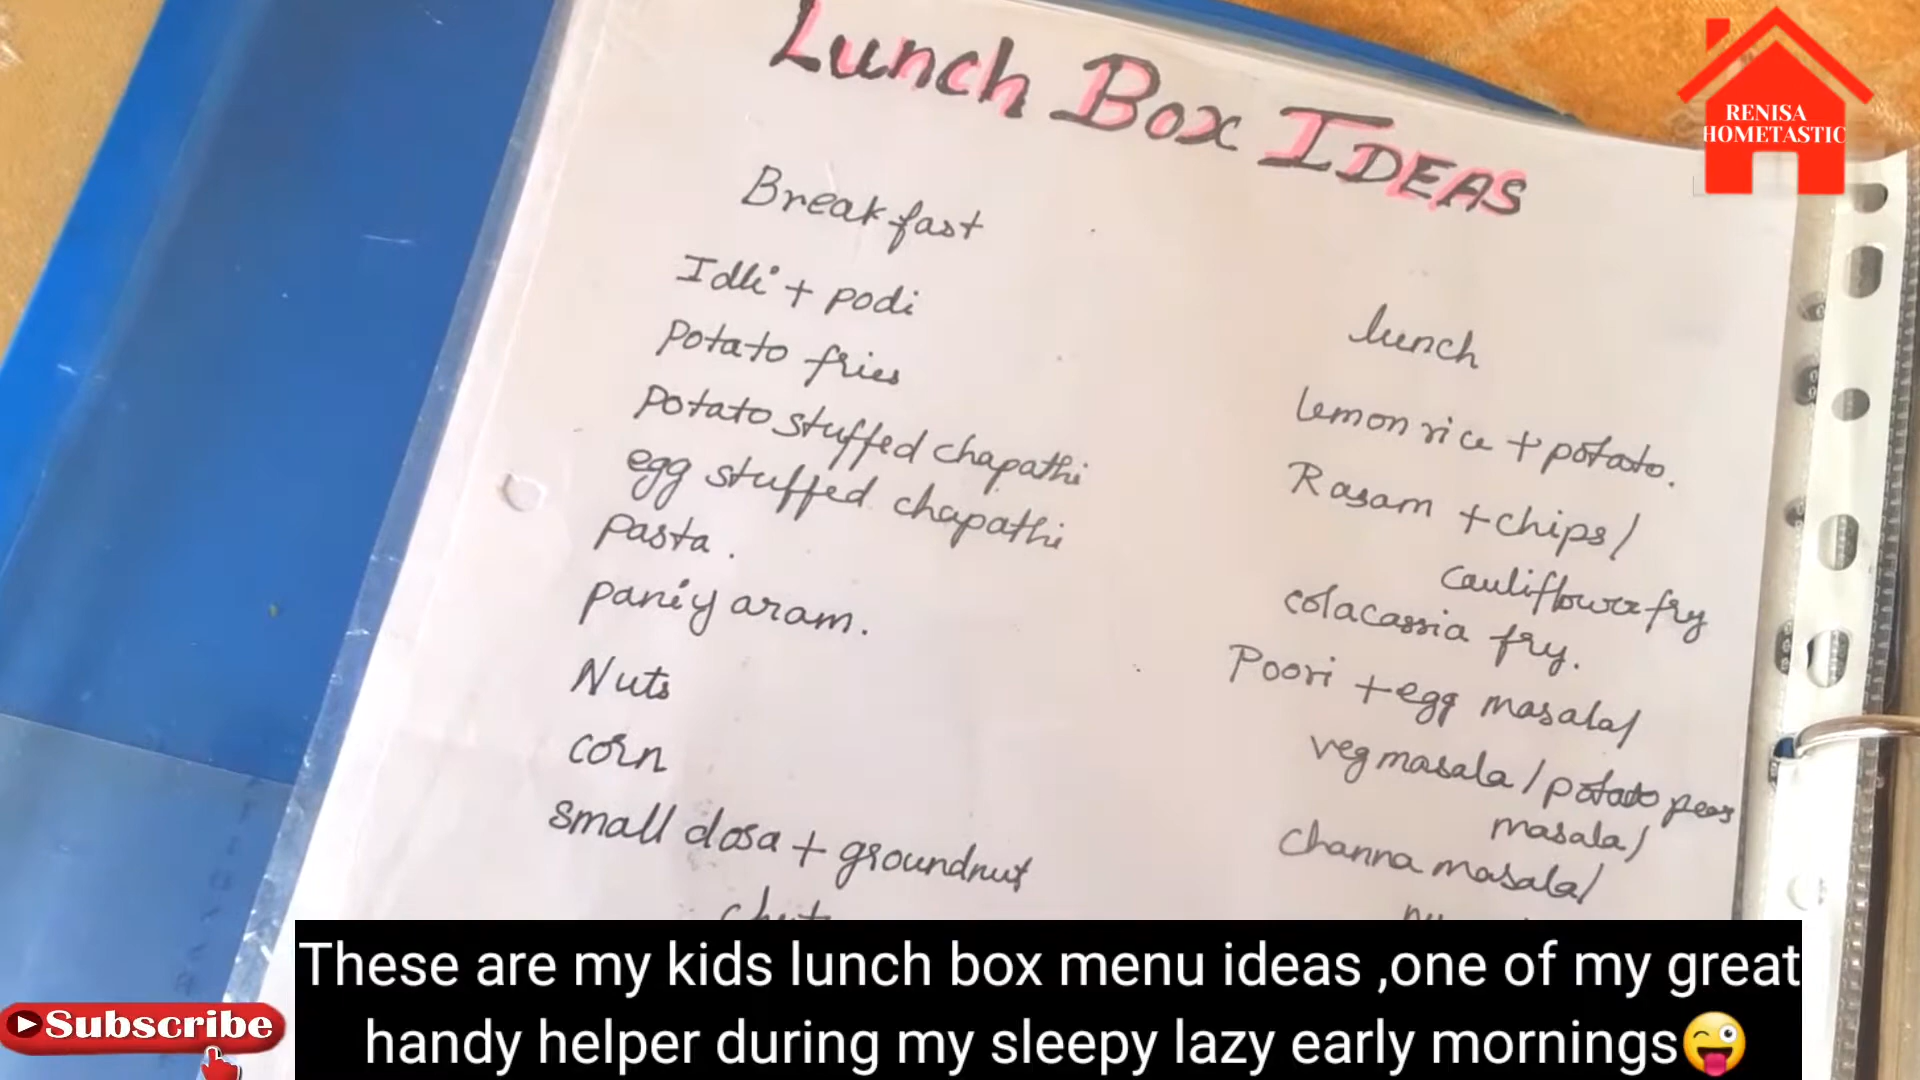 Lunch Box IDEAS
RENISA
HOMETASTIC
Breakfast
Idli + podi
Potato fries
Potato stuffed chapathi
egg stuffed chapathi
pasta.
paniyaram.
Nuts
corn
small dosa + groundnut
lunch
lemon rice + potato.
Rasam + chips/
cauliflower fry
colacassia fry.
Poori + egg masala/
veg masala / potato peas
masala/
channa masala/
These are my kids lunch box menu ideas ,one of my great
handy helper during my sleepy lazy early mornings😜
Subscribe